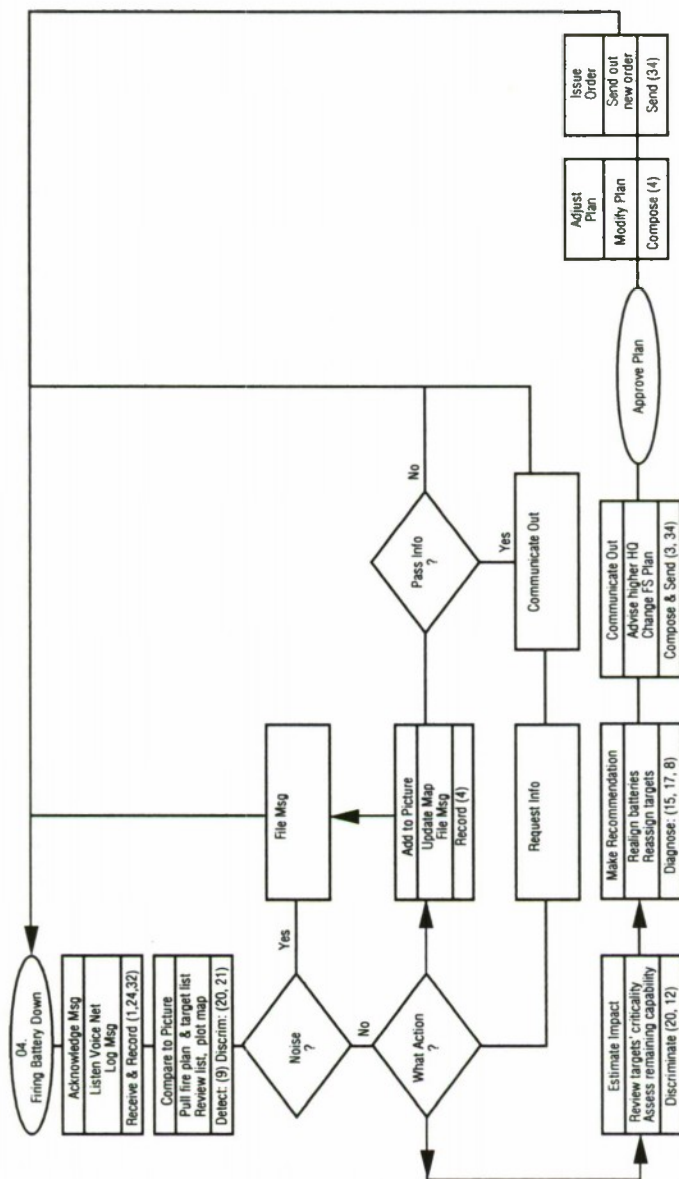 04.
Firing Battery Down
Acknowledge Msg
Listen Voice Net
Log Msg
Receive & Record (1,24,32)
Compare to Picture
Pull fire plan & target list
Review list, plot map
Detect: (9) Discrim: (20, 21)
Noise
?
Yes
No
File Msg
What Action
?
Add to Picture
Update Map
File Msg
Record (4)
Pass Info
?
No
Yes
Request Info
Communicate Out
Estimate Impact
Review targets' criticality
Assess remaining capability
Discriminate (20, 12)
Make Recommendation
Realign batteries
Reassign targets
Diagnose: (15, 17, 8)
Communicate Out
Advise higher HQ
Change FS Plan
Compose & Send (3, 34)
Approve Plan
Adjust
Plan
Modify Plan
Compose (4)
Issue
Order
Send out
new order
Send (34)